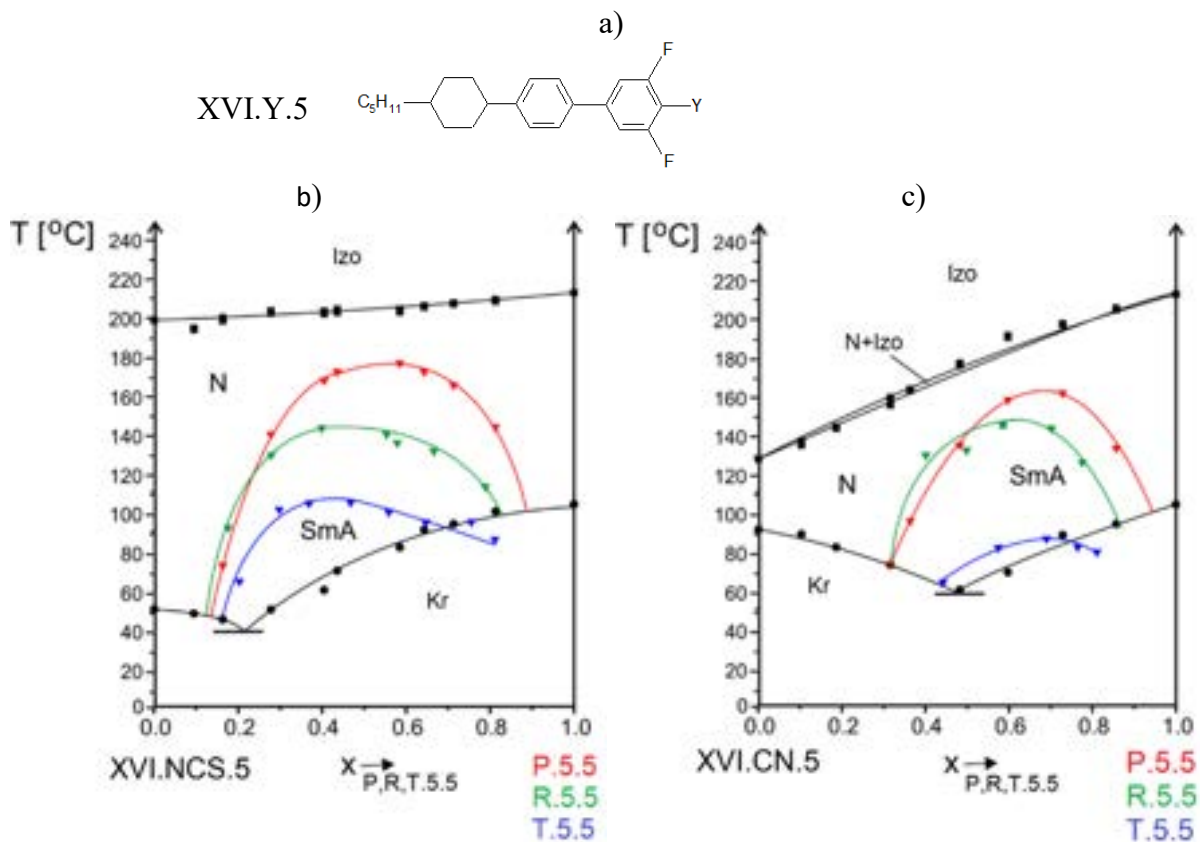 a)
XVI.Y.5
C₅H₁₁
F
Y
F
b)
c)
T [°C]
240
220
200
180
160
140
120
100
80
60
40
20
0
Izo
N
SmA
Kr
0.0 0.2 0.4 0.6 0.8 1.0
XVI.NCS.5
x → P,R,T.5.5
P.5.5
R.5.5
T.5.5
T [°C]
240
220
200
180
160
140
120
100
80
60
40
20
0
Izo
N+Izo
N
SmA
Kr
0.0 0.2 0.4 0.6 0.8 1.0
XVI.CN.5
x → P,R,T.5.5
P.5.5
R.5.5
T.5.5